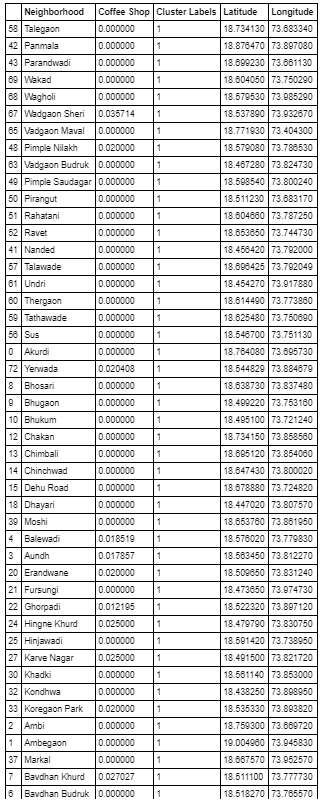 Neighborhood Coffee Shop Cluster Labels Latitude Longitude
58 Talegaon 0.000000 1 18.734130 73.683340
42 Panmala 0.000000 1 18.876470 73.897080
43 Parandwadi 0.000000 1 18.699230 73.661130
69 Wakad 0.000000 1 18.604050 73.750290
68 Wagholi 0.000000 1 18.579530 73.985290
67 Wadgaon Sheri 0.035714 1 18.537890 73.932670
65 Vadgaon Maval 0.000000 1 18.771930 73.404300
48 Pimple Nilakh 0.020000 1 18.579080 73.786530
63 Vadgaon Budruk 0.000000 1 18.467280 73.824730
49 Pimple Saudagar 0.000000 1 18.598540 73.800240
50 Pirangut 0.000000 1 18.511230 73.683170
51 Rahatani 0.000000 1 18.604660 73.787250
52 Ravet 0.000000 1 18.653650 73.744730
41 Nanded 0.000000 1 18.456420 73.792000
57 Talawade 0.000000 1 18.696425 73.792049
61 Undri 0.000000 1 18.454270 73.917880
60 Thergaon 0.000000 1 18.614490 73.773860
59 Tathawade 0.000000 1 18.625480 73.750690
56 Sus 0.000000 1 18.546700 73.751130
0 Akurdi 0.000000 1 18.764080 73.695730
72 Yerwada 0.020408 1 18.544829 73.884679
8 Bhosari 0.000000 1 18.638730 73.837480
9 Bhugaon 0.000000 1 18.499220 73.753160
10 Bhukum 0.000000 1 18.495100 73.721240
12 Chakan 0.000000 1 18.734150 73.858560
13 Chimbali 0.000000 1 18.695120 73.854060
14 Chinchwad 0.000000 1 18.647430 73.800020
15 Dehu Road 0.000000 1 18.678880 73.724820
18 Dhayari 0.000000 1 18.447020 73.807570
39 Moshi 0.000000 1 18.653760 73.861950
4 Balewadi 0.018519 1 18.576020 73.779830
3 Aundh 0.017857 1 18.563450 73.812270
20 Erandwane 0.020000 1 18.509650 73.831240
21 Fursungi 0.000000 1 18.473650 73.974730
22 Ghorpadi 0.012195 1 18.522320 73.897120
24 Hingne Khurd 0.025000 1 18.479790 73.830750
25 Hinjawadi 0.000000 1 18.591420 73.738950
27 Karve Nagar 0.025000 1 18.491500 73.821720
30 Khadki 0.000000 1 18.561140 73.853000
32 Kondhwa 0.000000 1 18.438250 73.898950
33 Koregaon Park 0.020000 1 18.535330 73.893820
2 Ambi 0.000000 1 18.759300 73.669720
1 Ambegaon 0.000000 1 19.004960 73.945830
37 Markal 0.000000 1 18.667570 73.952570
7 Bavdhan Khurd 0.027027 1 18.511100 73.777730
6 Bavdhan Budruk 0.000000 1 18.518270 73.765570